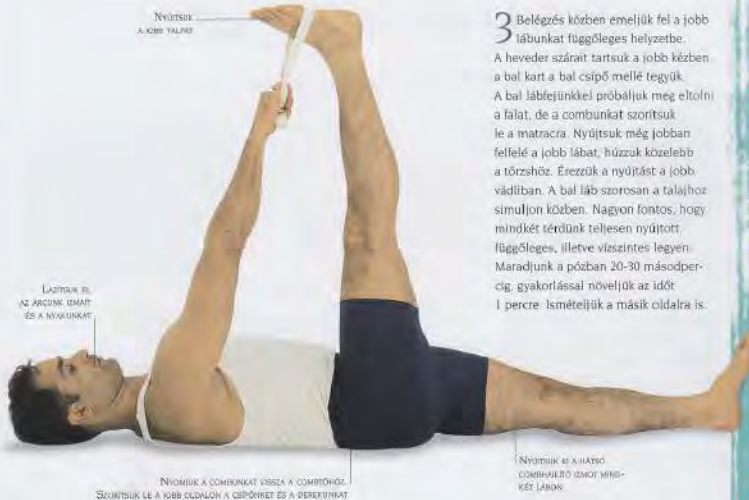 NYÚJTSUK
A JOBB TALPAT
3 Belégzés közben emeljük fel a jobb
lábunkat függőleges helyzetbe.
A heveder szárait tartsuk a jobb kézben,
a bal kart a bal csípő mellé tegyük.
A bal lábfejünkkel próbáljuk meg eltolni
a falat, de a combunkat szorítsuk
le a matracra. Nyújtsuk még jobban
felfelé a jobb lábat, húzzuk közelebb
a törzshöz. Érezzük a nyújtást a jobb
vádliban. A bal láb szorosan a talajhoz
simuljon közben. Nagyon fontos, hogy
mindkét térdünk teljesen nyújtott,
függőleges, illetve vízszintes legyen.
Maradjunk a pózban 20-30 másodper-
cig, gyakorlással növeljük az időt
1 percre. Ismételjük a másik oldalra is.
LAZÍTSUK EL
AZ ARCUNK IZMAIT
ÉS A NYAKUNKAT
NYOMJUK A COMBUNKAT VISSZA A COMBTŐHÖZ.
SZORÍTSUK LE A JOBB OLDALON A CSÍPŐNKET ÉS A DEREKUNKAT
NYÚJTSUK KI A HÁTSÓ
COMBHAJLÍTÓ IZMOT MIND-
KÉT LÁBON